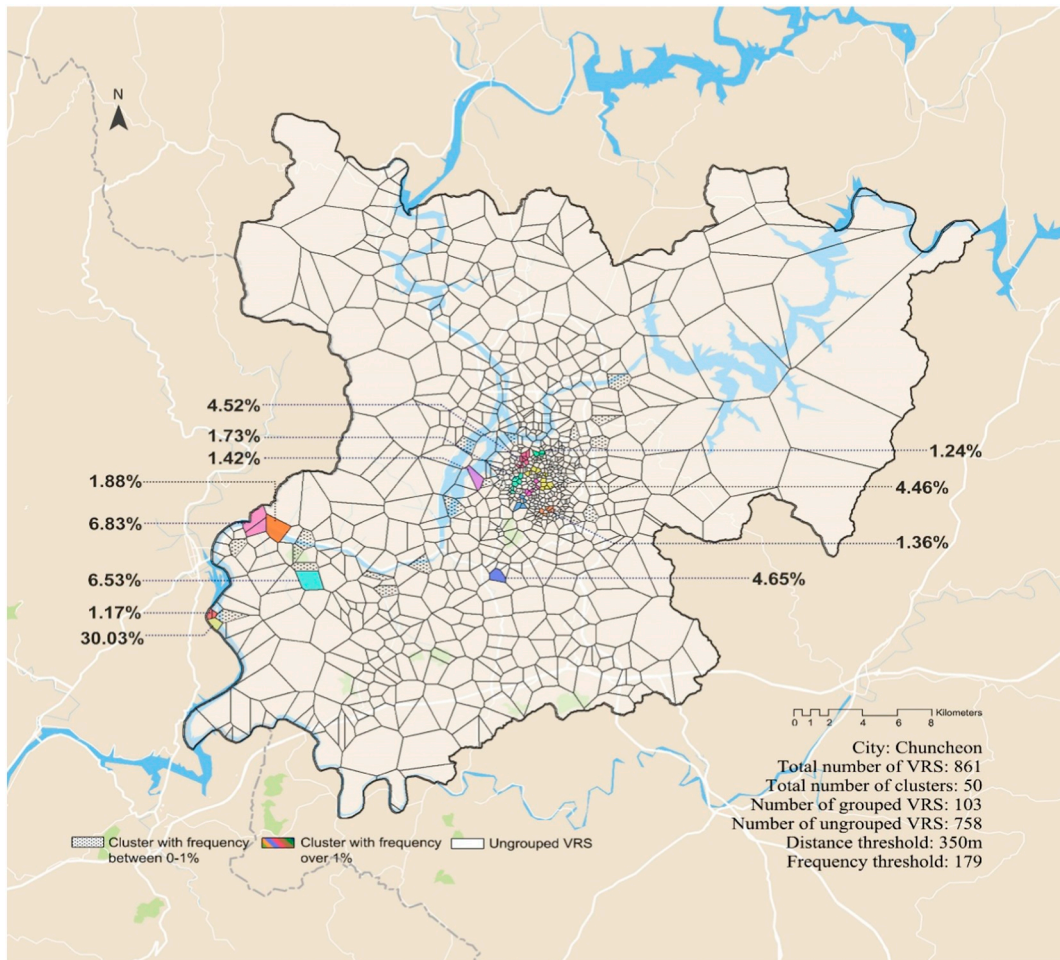 N
4.52%
1.73%
1.42%
1.24%
1.88%
4.46%
6.83%
1.36%
6.53%
4.65%
1.17%
30.03%
0 1 2 4 6 8 Kilometers
City: Chuncheon
Total number of VRS: 861
Total number of clusters: 50
Number of grouped VRS: 103
Number of ungrouped VRS: 758
Distance threshold: 350m
Frequency threshold: 179
Cluster with frequency
between 0-1%
Cluster with frequency
over 1%
Ungrouped VRS